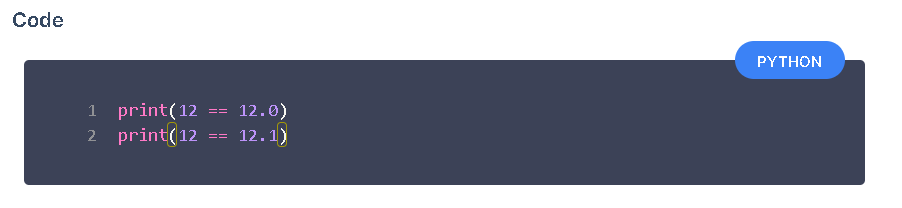 Code
PYTHON
1 print(12 == 12.0)
2 print(12 == 12.1)